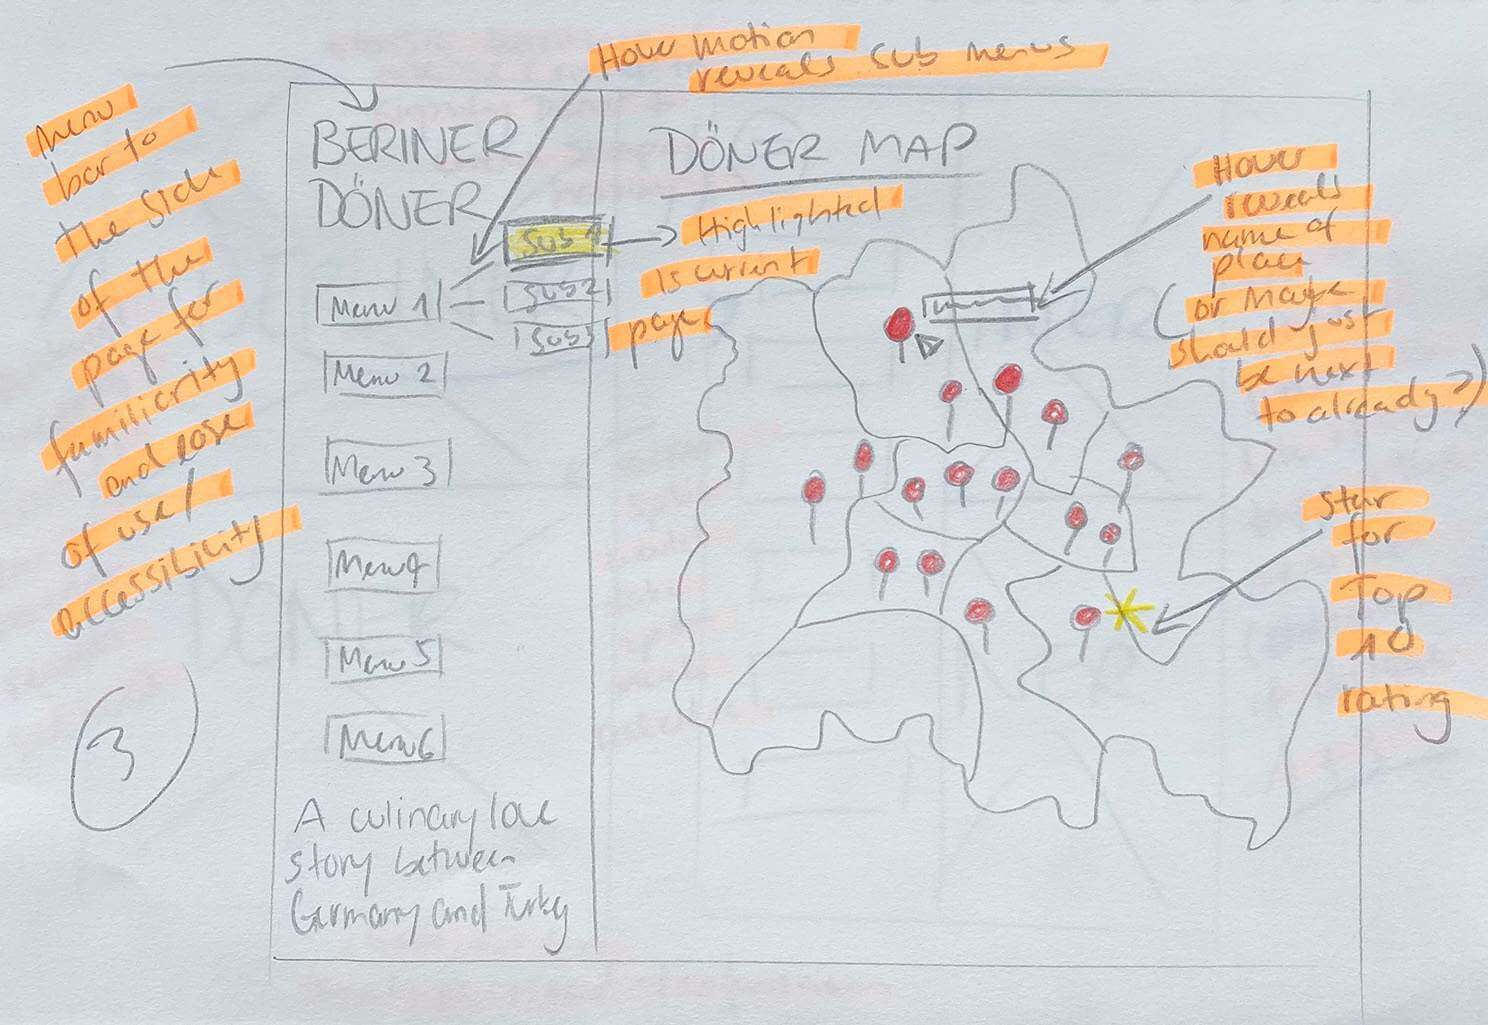 Menu
bar to
the side
of the
page for
familiarity
and ease
of use/
accessibility
3
Hover motion
reveals sub menus
BERINER
DÖNER
Menu 1
Sub 1
Sub 2
Sub 3
Highlighted
Is current
page
Menu 2
Menu 3
Menu 4
Menu 5
Menu 6
A culinary love
story between
Germany and Turkey
DÖNER MAP
Hover
reveals
name of
place
(or maybe
should just
be next
to already?)
Star
for
Top
10
rating